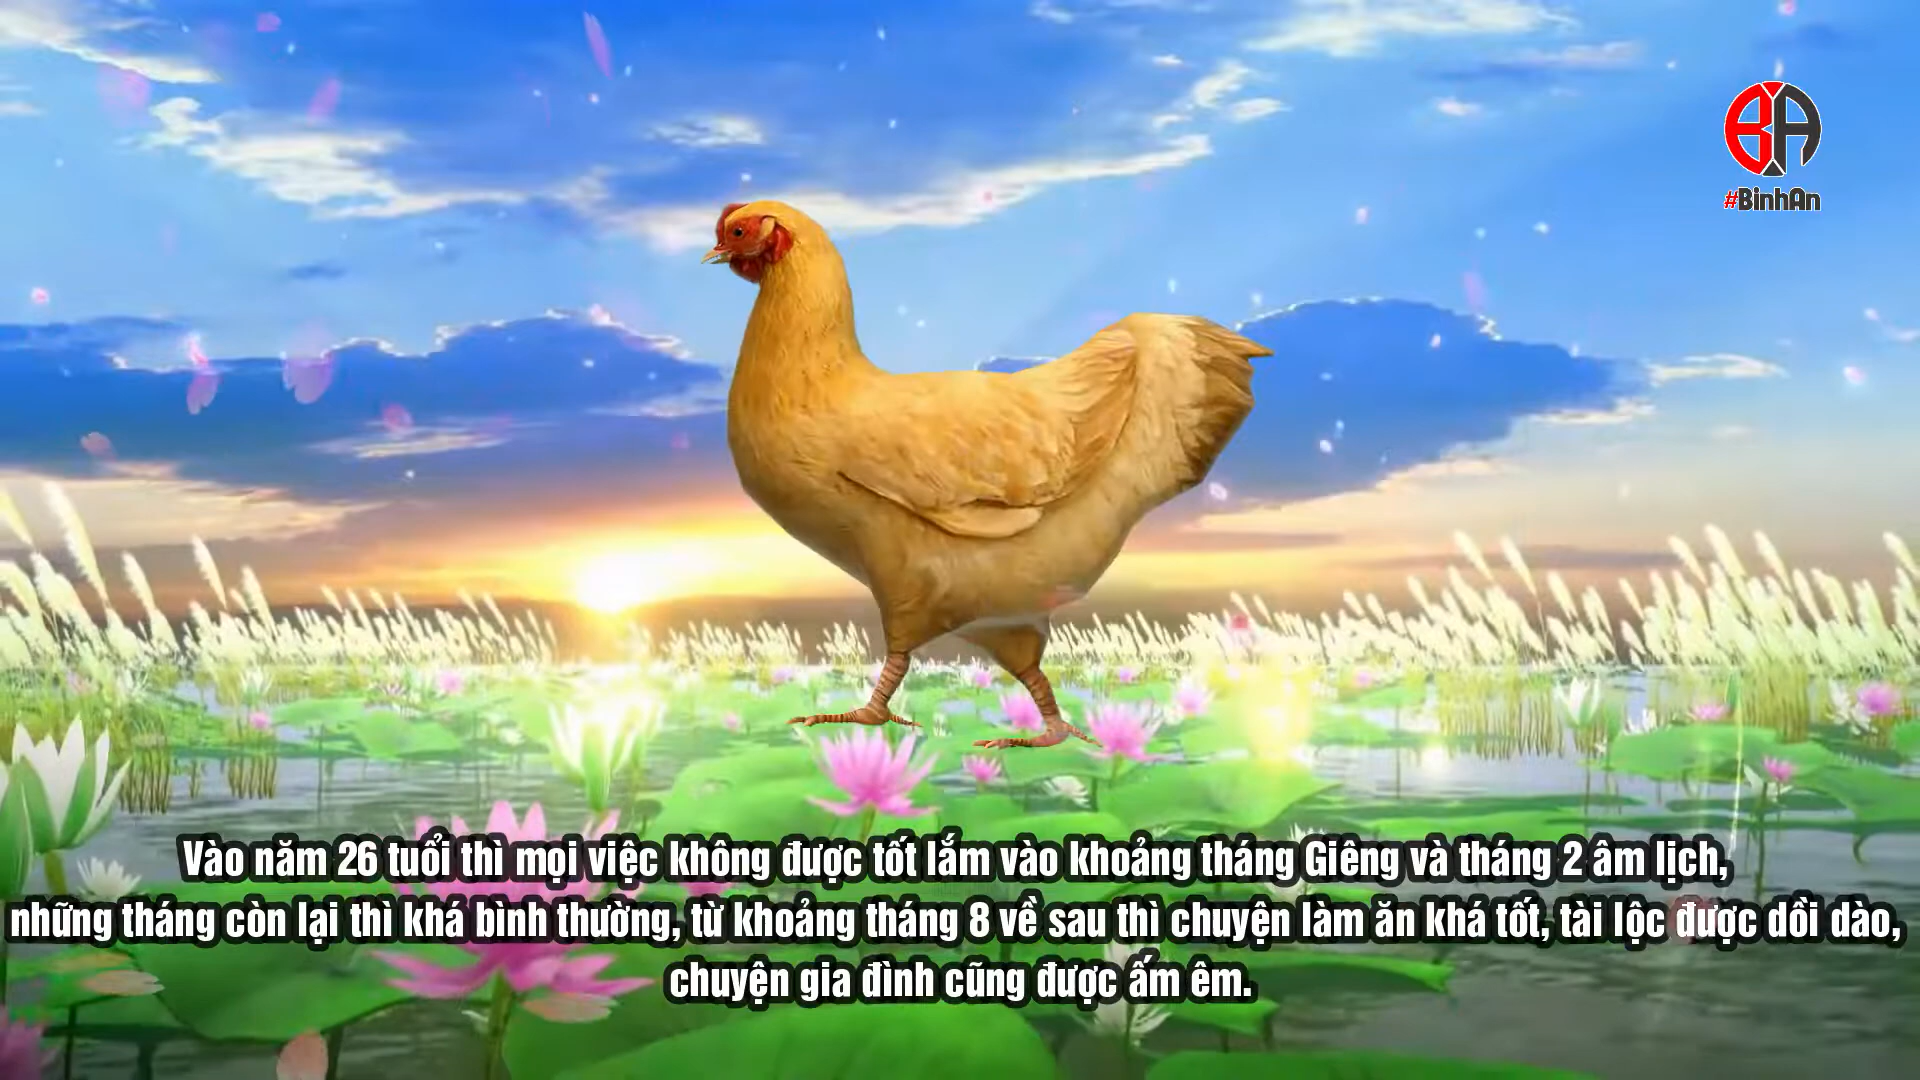 BA
#BinhAn
Vào năm 26 tuổi thì mọi việc không được tốt lắm vào khoảng tháng Giêng và tháng 2 âm lịch,
những tháng còn lại thì khá bình thường, từ khoảng tháng 8 về sau thì chuyện làm ăn khá tốt, tài lộc được dồi dào,
chuyện gia đình cũng được ấm êm.